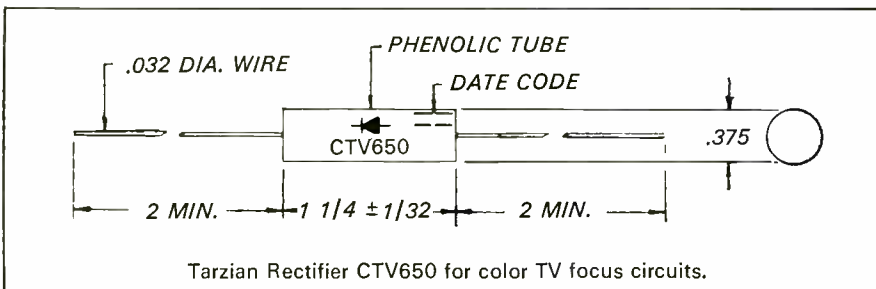 PHENOLIC TUBE
.032 DIA. WIRE
DATE CODE
CTV650
.375
2 MIN.
1 1/4 ±1/32
2 MIN.
Tarzian Rectifier CTV650 for color TV focus circuits.